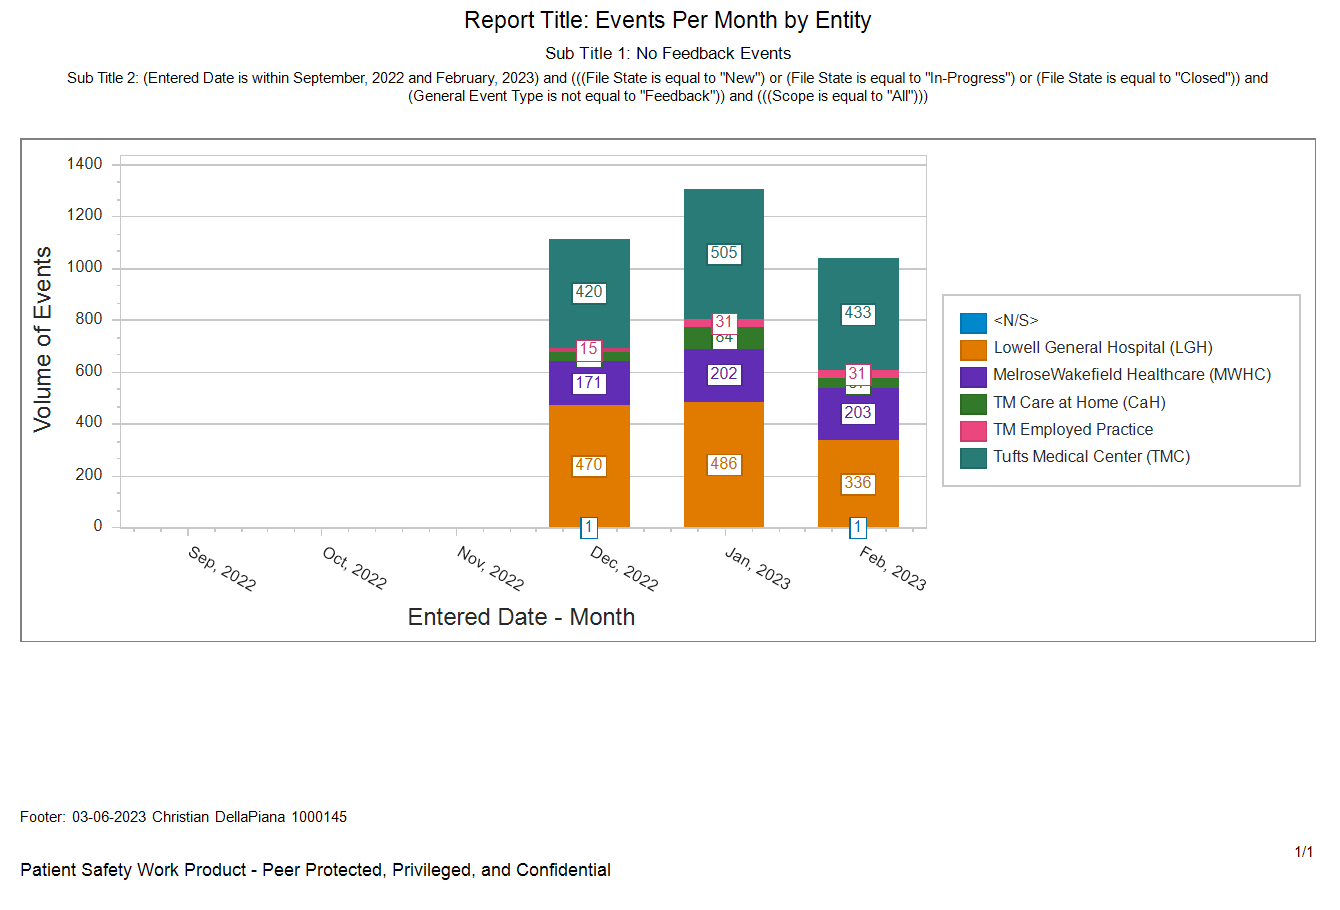 Report Title: Events Per Month by Entity
Sub Title 1: No Feedback Events
Sub Title 2: (Entered Date is within September, 2022 and February, 2023) and (((File State is equal to "New") or (File State is equal to "In-Progress") or (File State is equal to "Closed")) and
(General Event Type is not equal to "Feedback")) and (((Scope is equal to "All")))
Volume of Events
1400
1200
1000
800
600
400
200
0
420
15
171
470
1
505
31
84
202
486
433
31
203
336
1
Sep, 2022
Oct, 2022
Nov, 2022
Dec, 2022
Jan, 2023
Feb, 2023
Entered Date - Month
<N/S>
Lowell General Hospital (LGH)
MelroseWakefield Healthcare (MWHC)
TM Care at Home (CaH)
TM Employed Practice
Tufts Medical Center (TMC)
Footer: 03-06-2023 Christian DellaPiana 1000145
1/1
Patient Safety Work Product - Peer Protected, Privileged, and Confidential